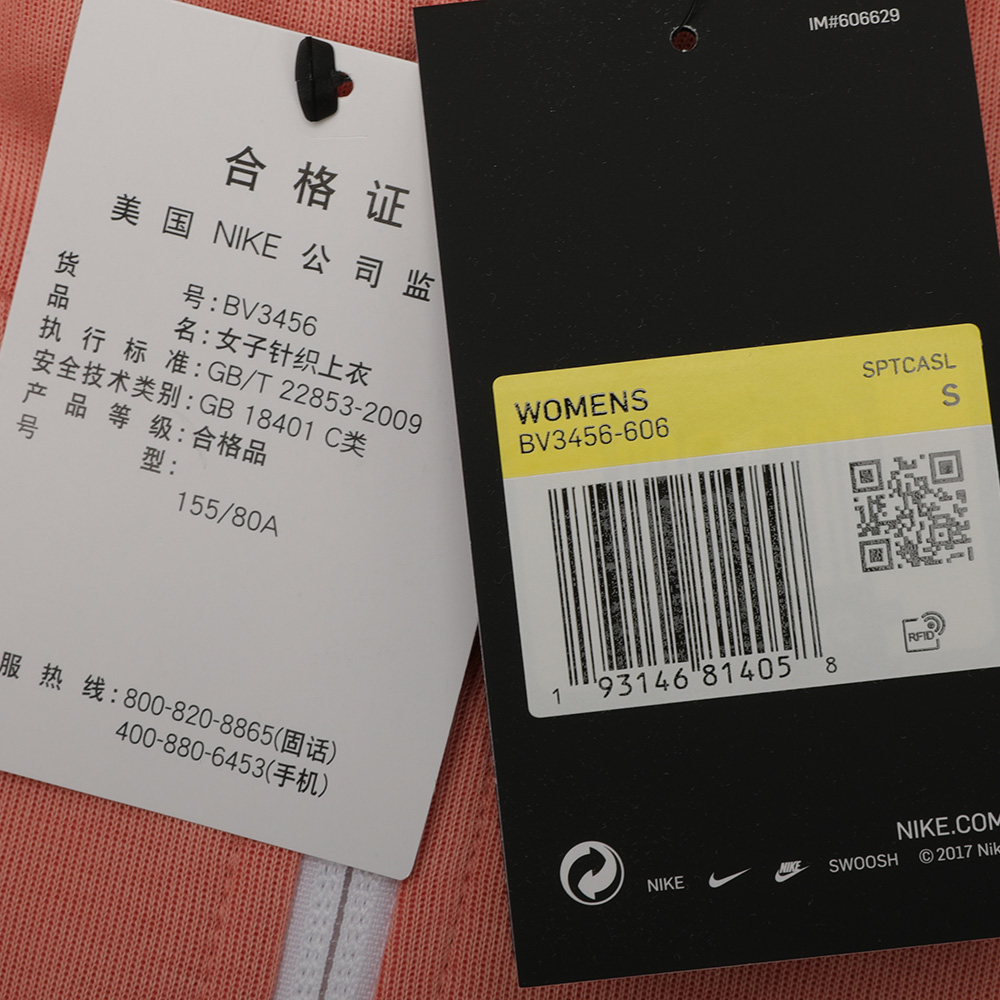 合格证
美国NIKE公司监
货号:BV3456
品名:女子针织上衣
执行标准:GB/T 22853-2009
安全技术类别:GB 18401 C类
产品等级:合格品
号型:
155/80A
服热线:800-820-8865(固话)
400-880-6453(手机)
IM#606629
SPTCASL
WOMENS S
BV3456-606
RFID
1 93146 81405 8
NIKE.COM
NIKE NIKE SWOOSH © 2017 Nik